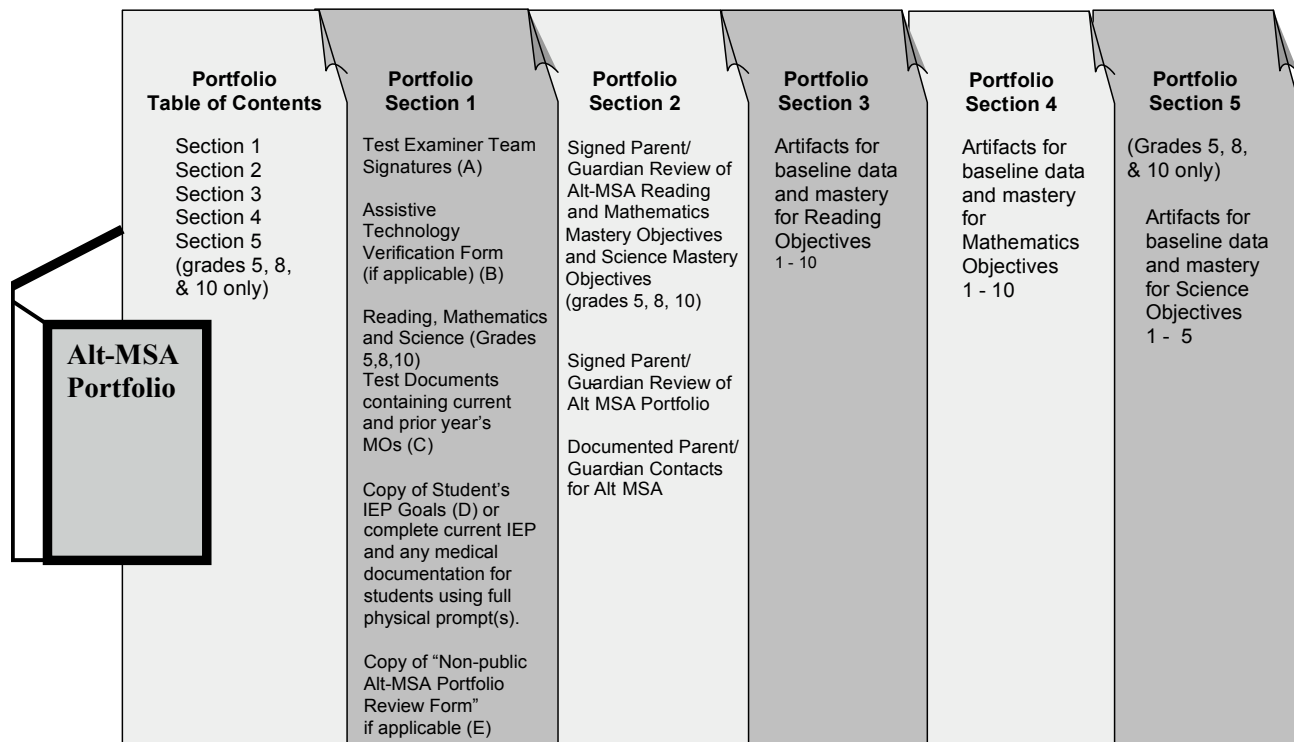 Alt-MSA
Portfolio
Portfolio
Table of Contents
Section 1
Section 2
Section 3
Section 4
Section 5
(grades 5, 8,
& 10 only)
Portfolio
Section 1
Test Examiner Team
Signatures (A)
Assistive
Technology
Verification Form
(if applicable) (B)
Reading, Mathematics
and Science (Grades
5,8,10)
Test Documents
containing current
and prior year's
MOs (C)
Copy of Student's
IEP Goals (D) or
complete current IEP
and any medical
documentation for
students using full
physical prompt(s).
Copy of "Non-public
Alt-MSA Portfolio
Review Form"
if applicable (E)
Portfolio
Section 2
Signed Parent/
Guardian Review of
Alt-MSA Reading
and Mathematics
Mastery Objectives
and Science Mastery
Objectives
(grades 5, 8, 10)
Signed Parent/
Guardian Review of
Alt MSA Portfolio
Documented Parent/
Guardian Contacts
for Alt MSA
Portfolio
Section 3
Artifacts for
baseline data
and mastery
for Reading
Objectives
1 - 10
Portfolio
Section 4
Artifacts for
baseline data
and mastery
for
Mathematics
Objectives
1 - 10
Portfolio
Section 5
(Grades 5, 8,
& 10 only)
Artifacts for
baseline data
and mastery
for Science
Objectives
1 - 5